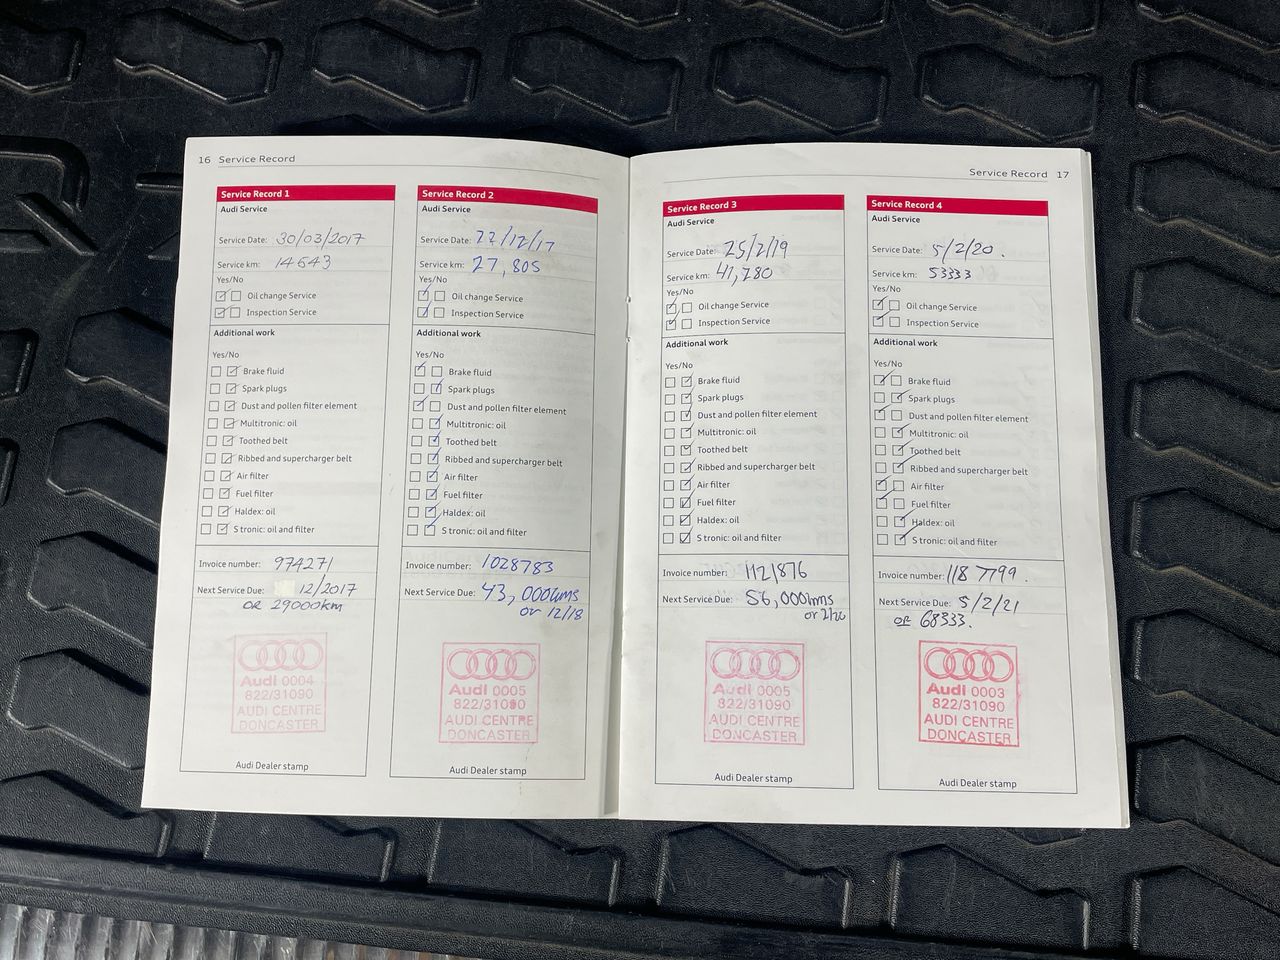 16 Service Record
Service Record 1
Audi Service
Service Date: 30/03/2017
Service km: 14643
Yes/No
Oil change Service
Inspection Service
Additional work
Yes/No
Brake fluid
Spark plugs
Dust and pollen filter element
Multitronic: oil
Toothed belt
Ribbed and supercharger belt
Air filter
Fuel filter
Haldex: oil
S tronic: oil and filter
Invoice number: 974271
Next Service Due: 12/2017
OR 29000km
Audi 0004
822/31090
AUDI CENTRE
DONCASTER
Audi Dealer stamp
Service Record 2
Audi Service
Service Date: 22/12/17
Service km: 27,805
Yes/No
Oil change Service
Inspection Service
Additional work
Yes/No
Brake fluid
Spark plugs
Dust and pollen filter element
Multitronic: oil
Toothed belt
Ribbed and supercharger belt
Air filter
Fuel filter
Haldex: oil
S tronic: oil and filter
Invoice number: 1028783
Next Service Due: 43,000kms
or 12/18
Audi 0005
822/31090
AUDI CENTRE
DONCASTER
Audi Dealer stamp
Service Record 17
Service Record 3
Audi Service
Service Date: 25/2/19
Service km: 41,780
Yes/No
Oil change Service
Inspection Service
Additional work
Yes/No
Brake fluid
Spark plugs
Dust and pollen filter element
Multitronic: oil
Toothed belt
Ribbed and supercharger belt
Air filter
Fuel filter
Haldex: oil
S tronic: oil and filter
Invoice number: 1121876
Next Service Due: 56,000kms
or 2/20
Audi 0005
822/31090
AUDI CENTRE
DONCASTER
Audi Dealer stamp
Service Record 4
Audi Service
Service Date: 5/2/20.
Service km: 53333
Yes/No
Oil change Service
Inspection Service
Additional work
Yes/No
Brake fluid
Spark plugs
Dust and pollen filter element
Multitronic: oil
Toothed belt
Ribbed and supercharger belt
Air filter
Fuel filter
Haldex: oil
S tronic: oil and filter
Invoice number: 118 7799.
Next Service Due: 5/2/21
OR 68333.
Audi 0003
822/31090
AUDI CENTRE
DONCASTER
Audi Dealer stamp